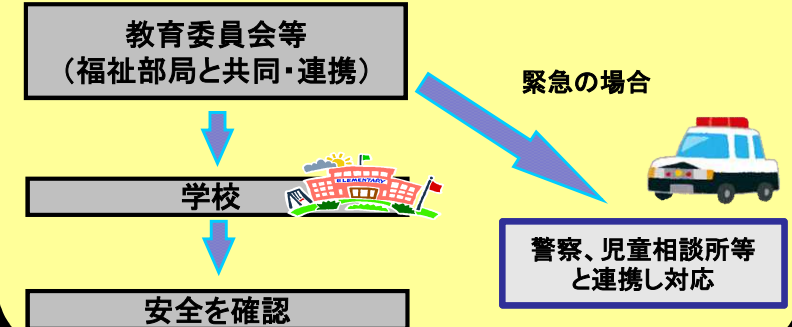 教育委員会等
（福祉部局と共同・連携）
緊急の場合
学校
ELEMENTARY
警察、児童相談所等
と連携し対応
安全を確認